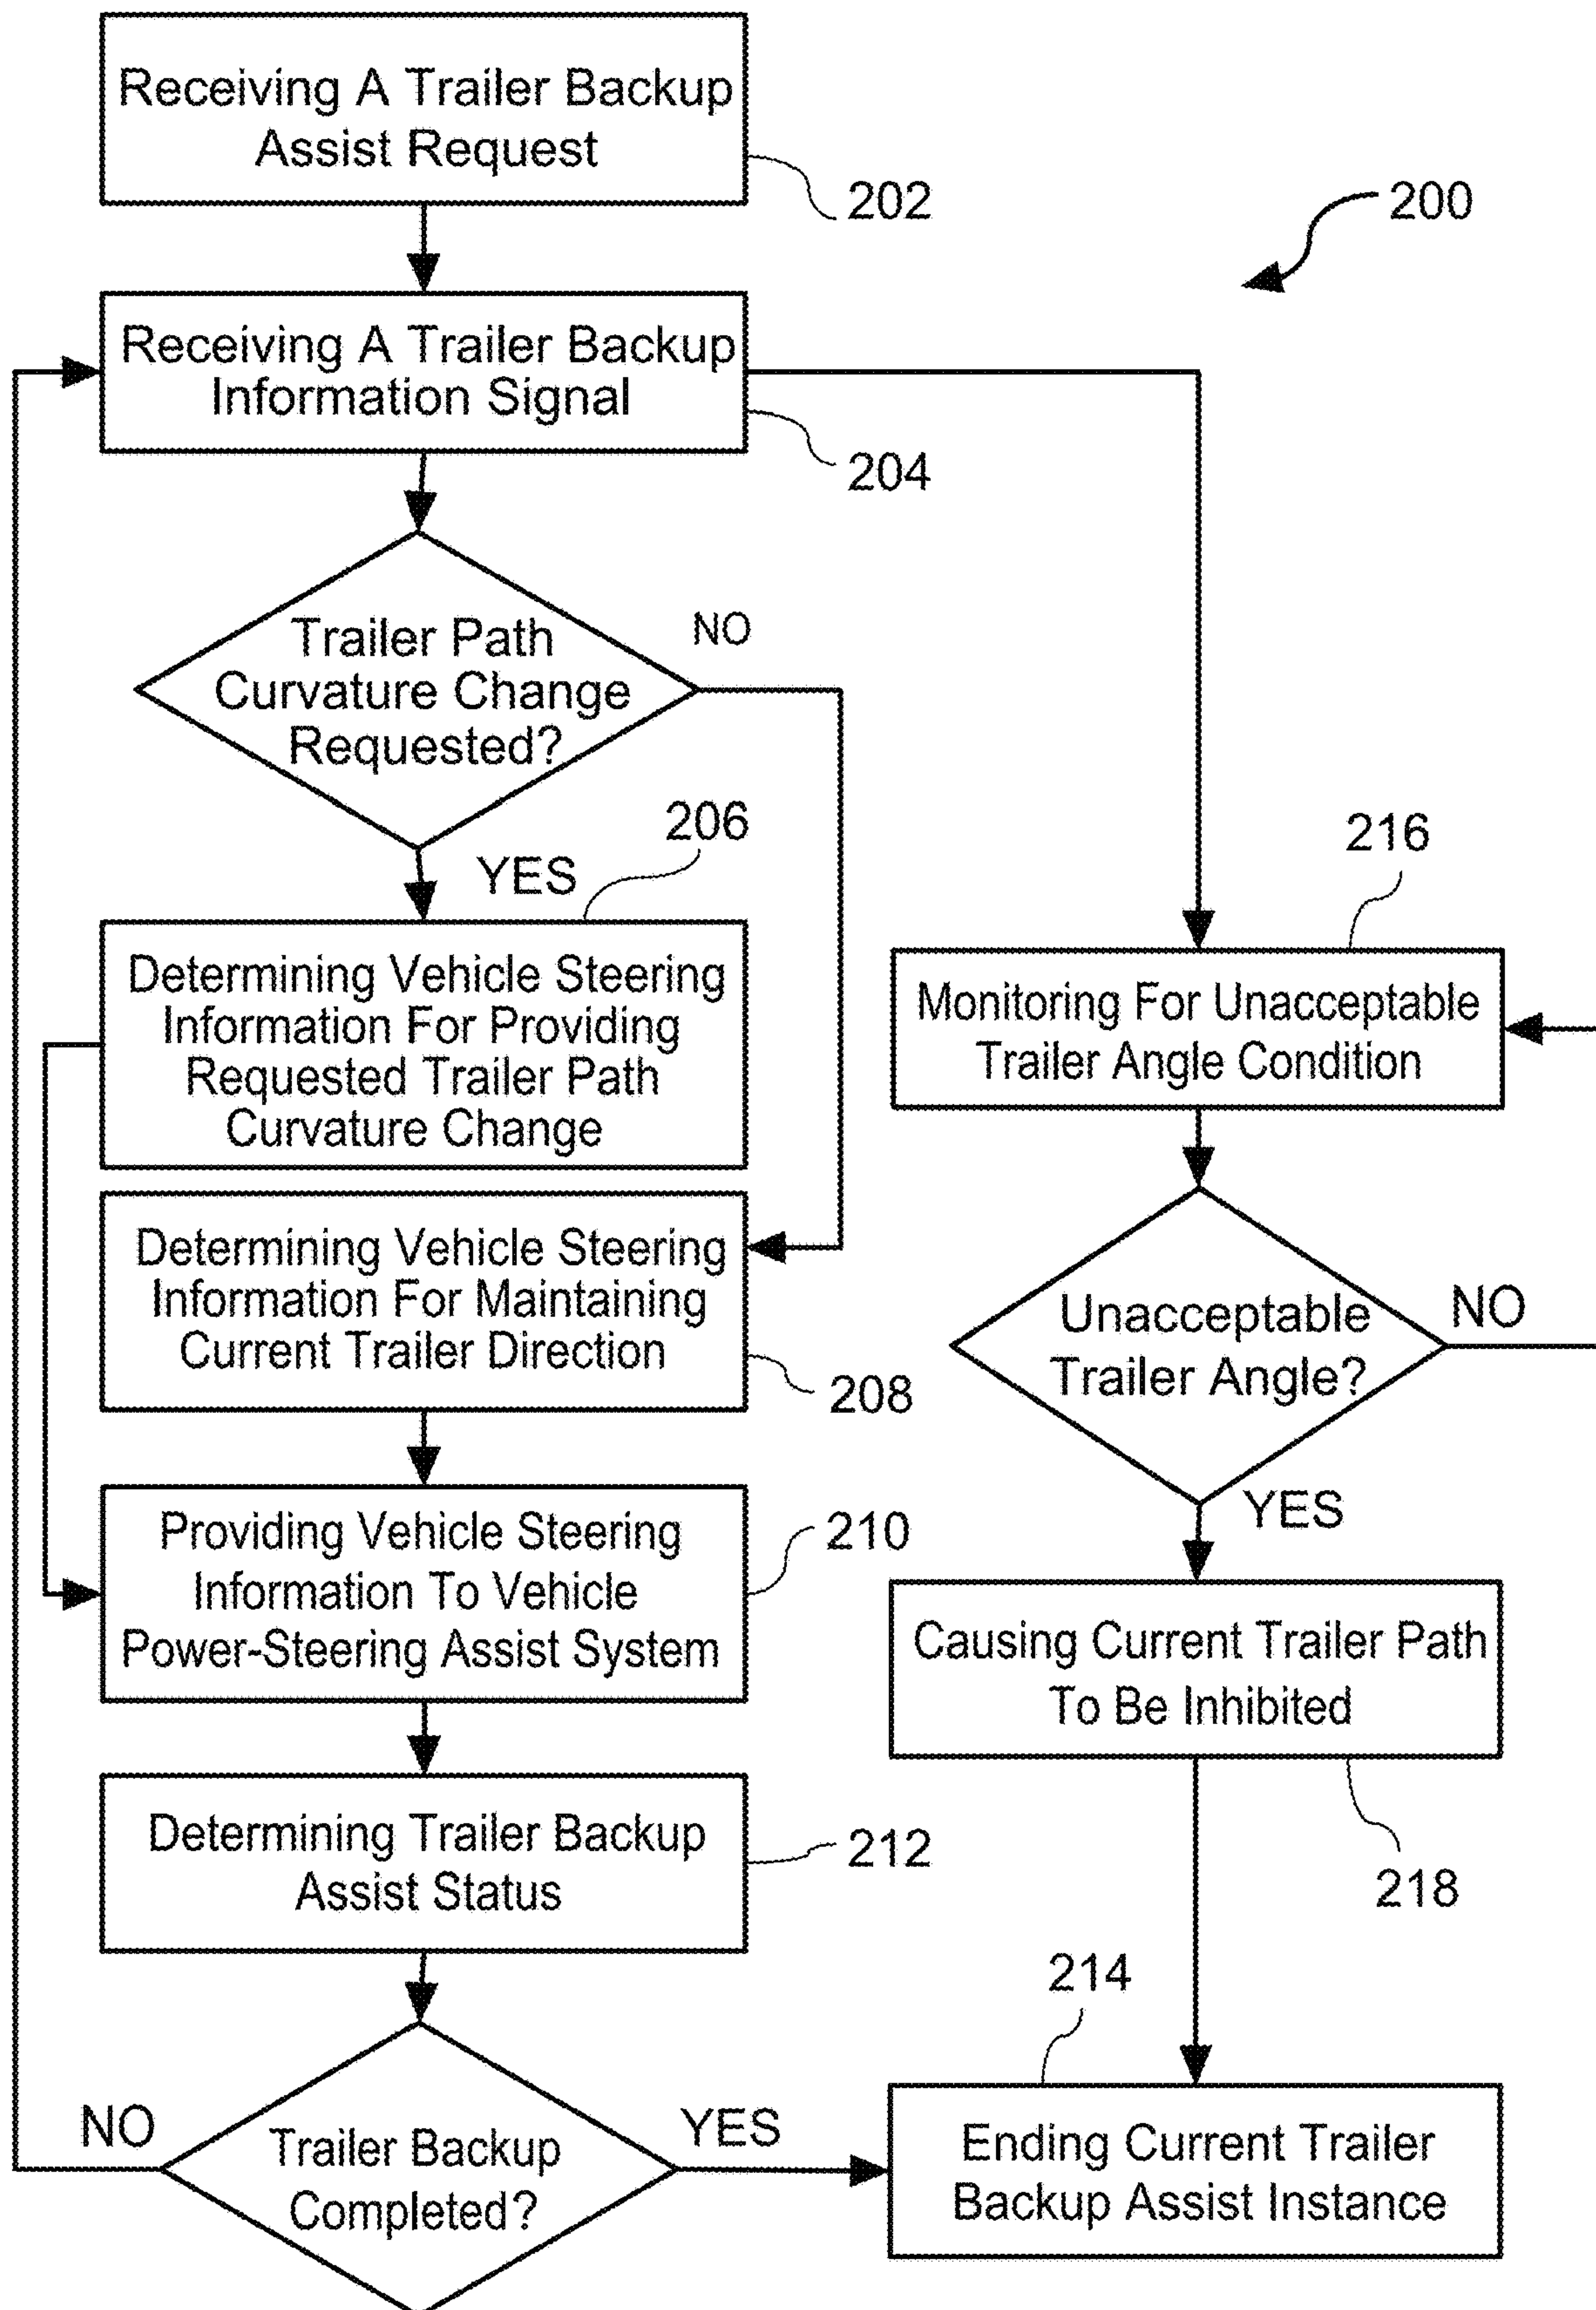 Receiving A Trailer Backup
Assist Request
202
200
Receiving A Trailer Backup
Information Signal
204
Trailer Path
Curvature Change
Requested?
NO
YES
206
Determining Vehicle Steering
Information For Providing
Requested Trailer Path
Curvature Change
Determining Vehicle Steering
Information For Maintaining
Current Trailer Direction
208
Providing Vehicle Steering
Information To Vehicle
Power-Steering Assist System
210
Determining Trailer Backup
Assist Status
212
Trailer Backup
Completed?
NO
YES
216
Monitoring For Unacceptable
Trailer Angle Condition
Unacceptable
Trailer Angle?
NO
YES
Causing Current Trailer Path
To Be Inhibited
218
214
Ending Current Trailer
Backup Assist Instance